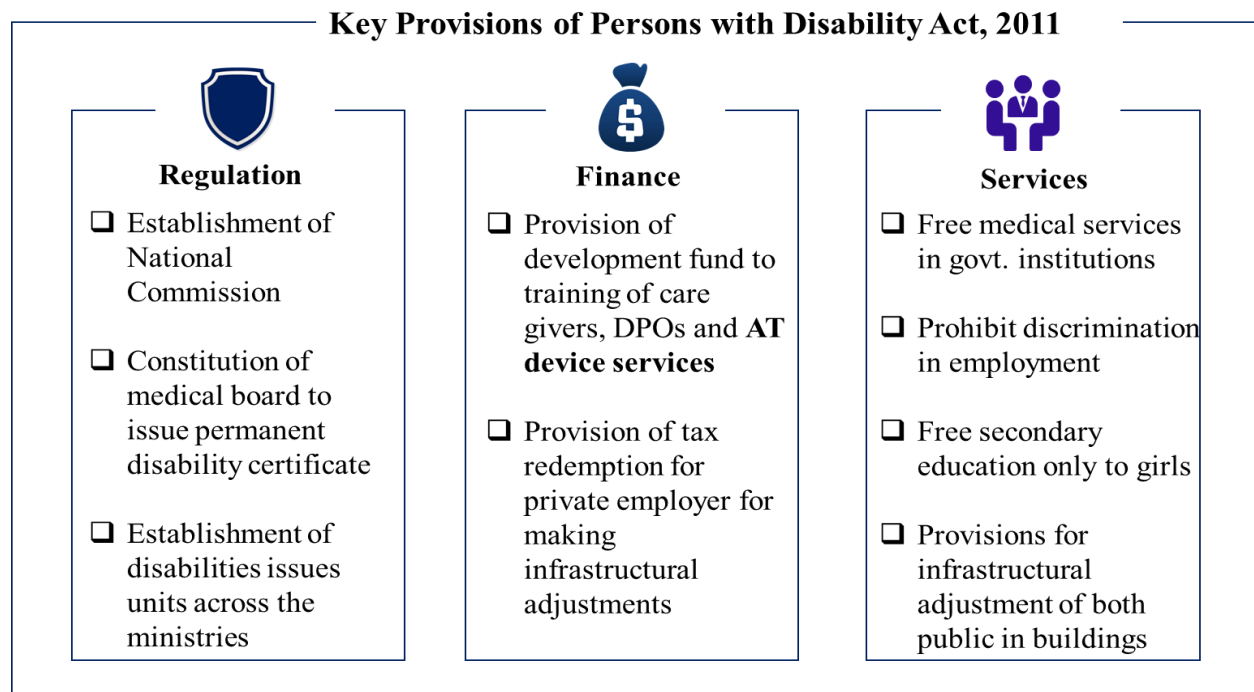 Key Provisions of Persons with Disability Act, 2011
Regulation
❑ Establishment of
National
Commission
❑ Constitution of
medical board to
issue permanent
disability certificate
❑ Establishment of
disabilities issues
units across the
ministries
$
Finance
❑ Provision of
development fund to
training of care
givers, DPOs and AT
device services
❑ Provision of tax
redemption for
private employer for
making
infrastructural
adjustments
Services
❑ Free medical services
in govt. institutions
❑ Prohibit discrimination
in employment
❑ Free secondary
education only to girls
❑ Provisions for
infrastructural
adjustment of both
public in buildings